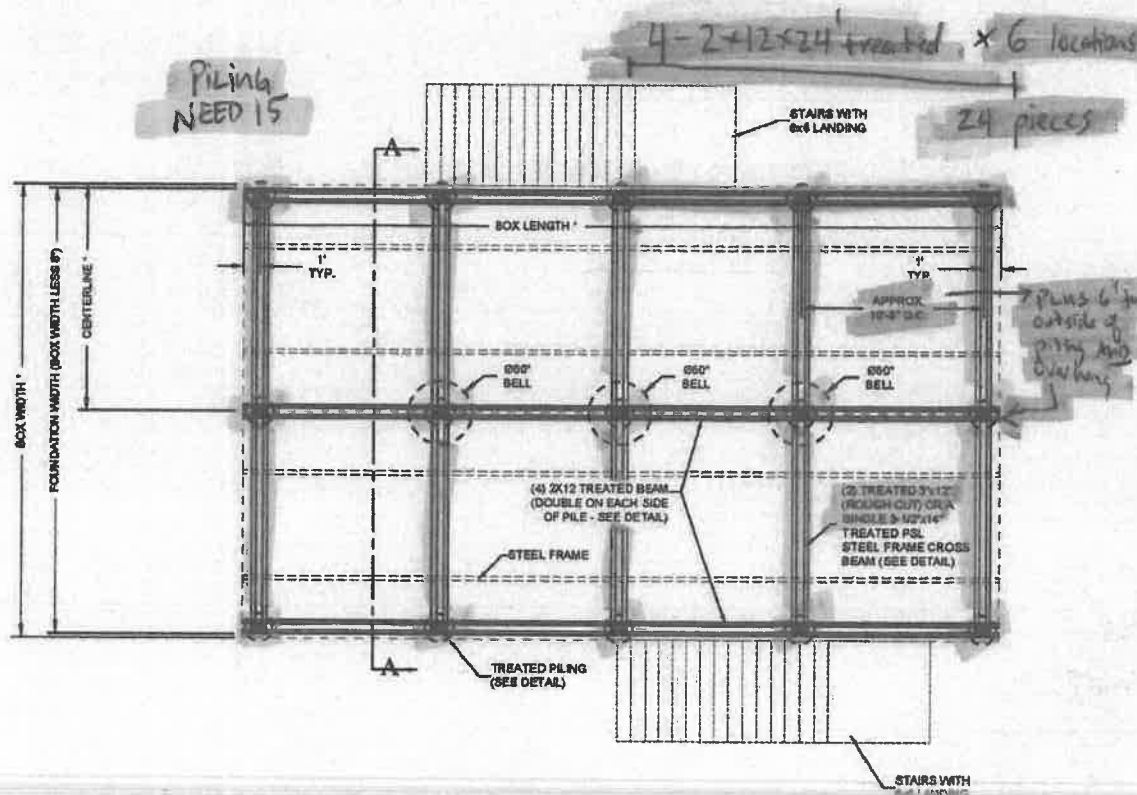 4-2x12x24' treated x 6 locations
PILING
NEED 15
24 pieces
STAIRS WITH
6x6 LANDING
A
BOX LENGTH *
1'
TYP.
1'
TYP.
APPROX.
O.C.
PLUS 6'
outside of
piling AND
Overhang
BOX WIDTH *
FOUNDATION WIDTH (BOX WIDTH LESS 8")
CENTERLINE *
Ø60"
BELL
Ø60"
BELL
Ø60"
BELL
(4) 2X12 TREATED BEAM
(DOUBLE ON EACH SIDE
OF PILE - SEE DETAIL)
(2) TREATED 3"x12"
(ROUGH CUT) OR A
SINGLE 5-1/2"x14"
TREATED PSL
STEEL FRAME CROSS
BEAM (SEE DETAIL)
STEEL FRAME
A
TREATED PILING
(SEE DETAIL)
STAIRS WITH
LANDING